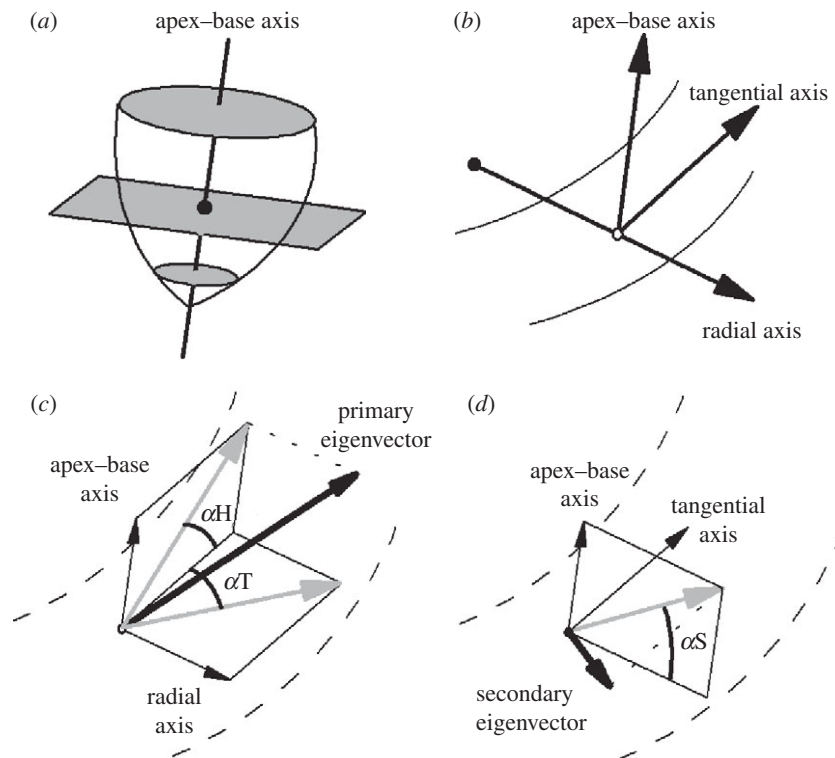 (a)
apex–base axis
(b)
apex–base axis
tangential axis
radial axis
(c)
primary
eigenvector
apex–base
axis
αH
αT
radial
axis
(d)
apex–base
axis
tangential
axis
αS
secondary
eigenvector